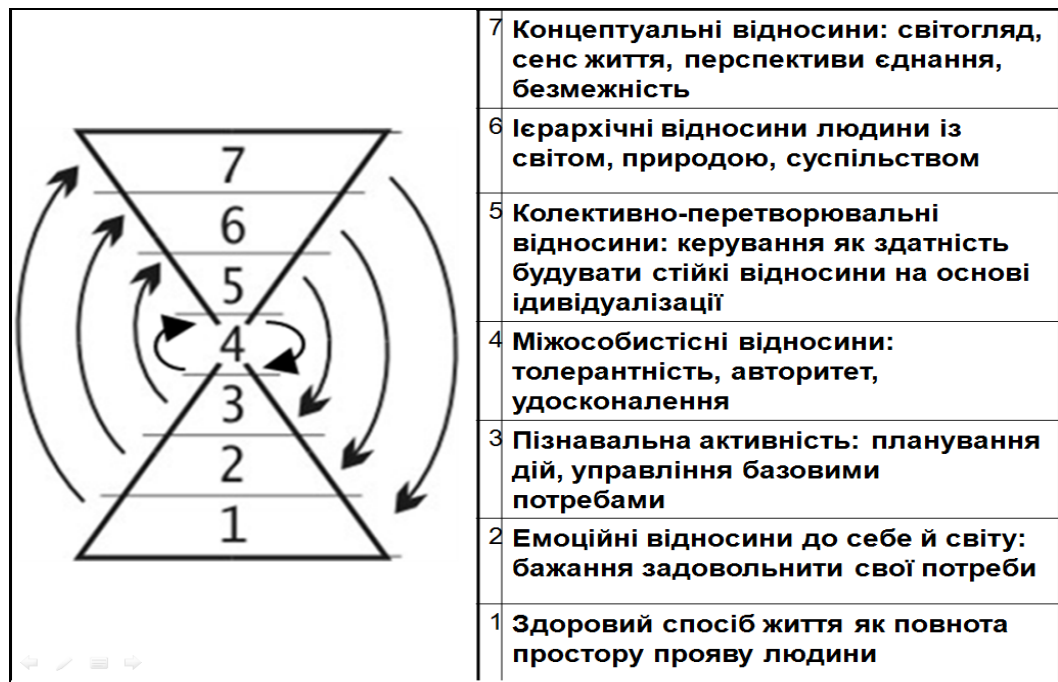 7
6
5
4
3
2
1
7 Концептуальні відносини: світогляд,
сенс життя, перспективи єднання,
безмежність
6 Ієрархічні відносини людини із
світом, природою, суспільством
5 Колективно-перетворювальні
відносини: керування як здатність
будувати стійкі відносини на основі
ідивідуалізації
4 Міжособистісні відносини:
толерантність, авторитет,
удосконалення
3 Пізнавальна активність: планування
дій, управління базовими
потребами
2 Емоційні відносини до себе й світу:
бажання задовольнити свої потреби
1 Здоровий спосіб життя як повнота
простору прояву людини